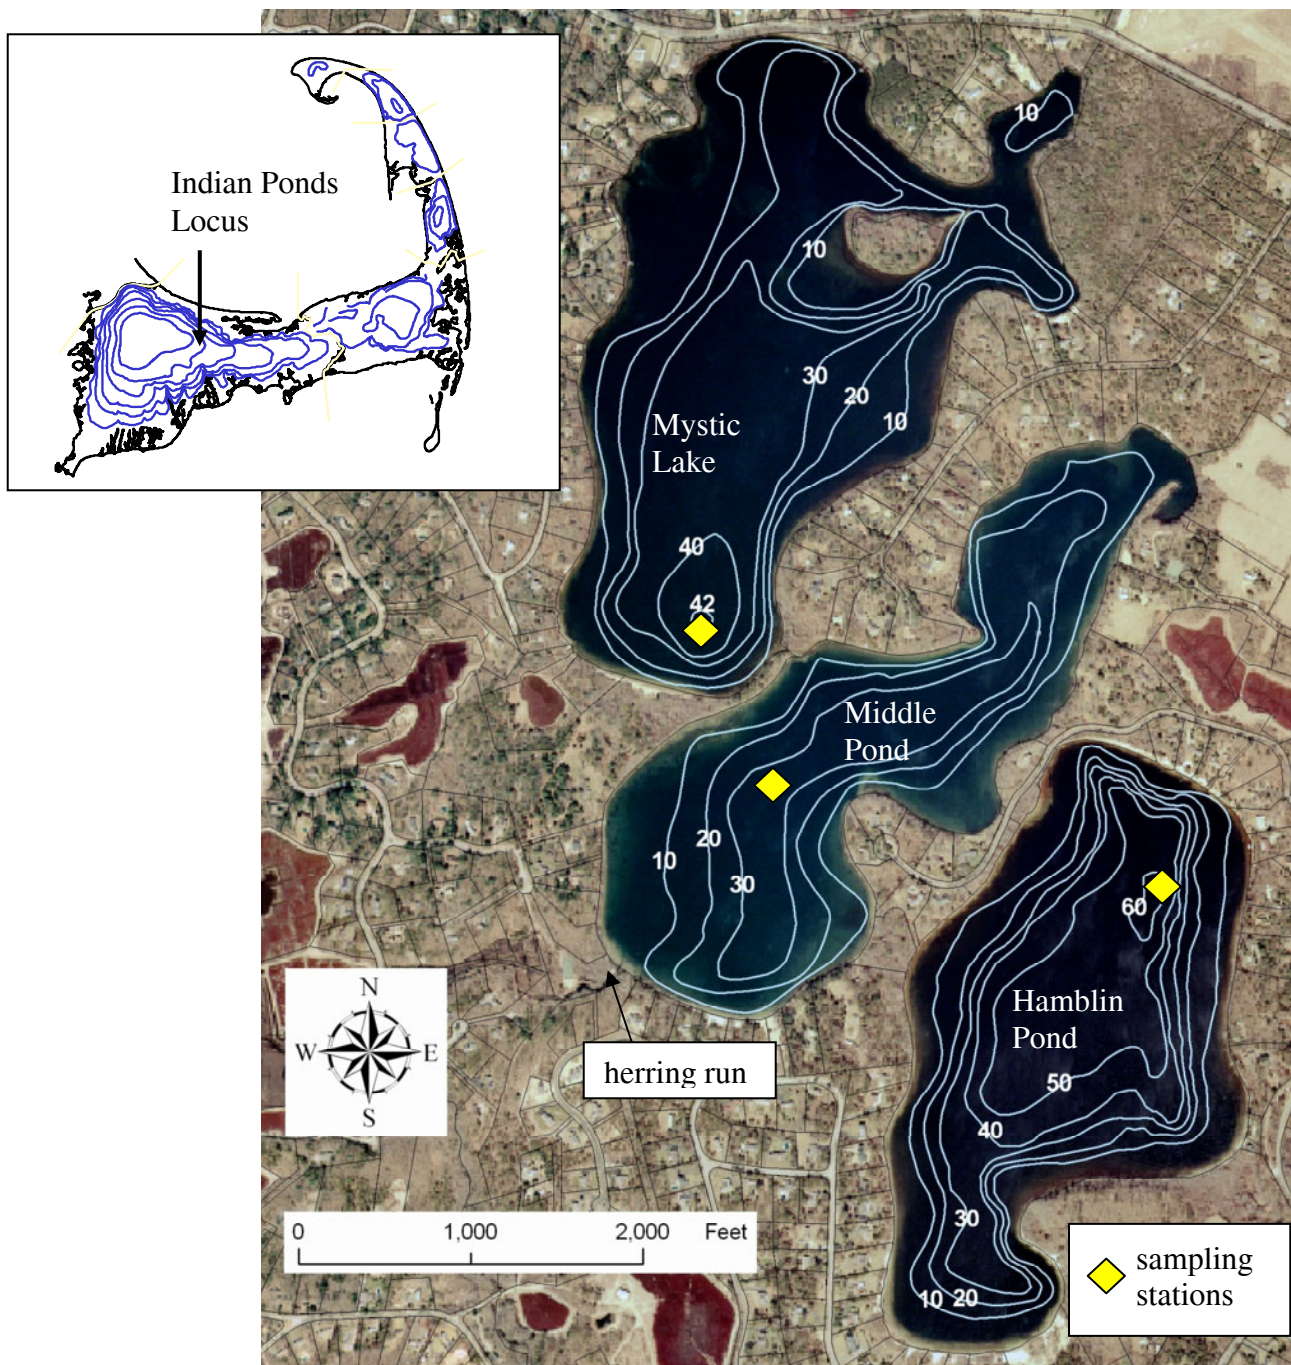 Indian Ponds
Locus
10
10
30
20
10
Mystic
Lake
40
42
Middle
Pond
10
20
30
60
Hamblin
Pond
50
40
30
10
20
N
W
E
S
herring run
0
1,000
2,000
Feet
sampling
stations